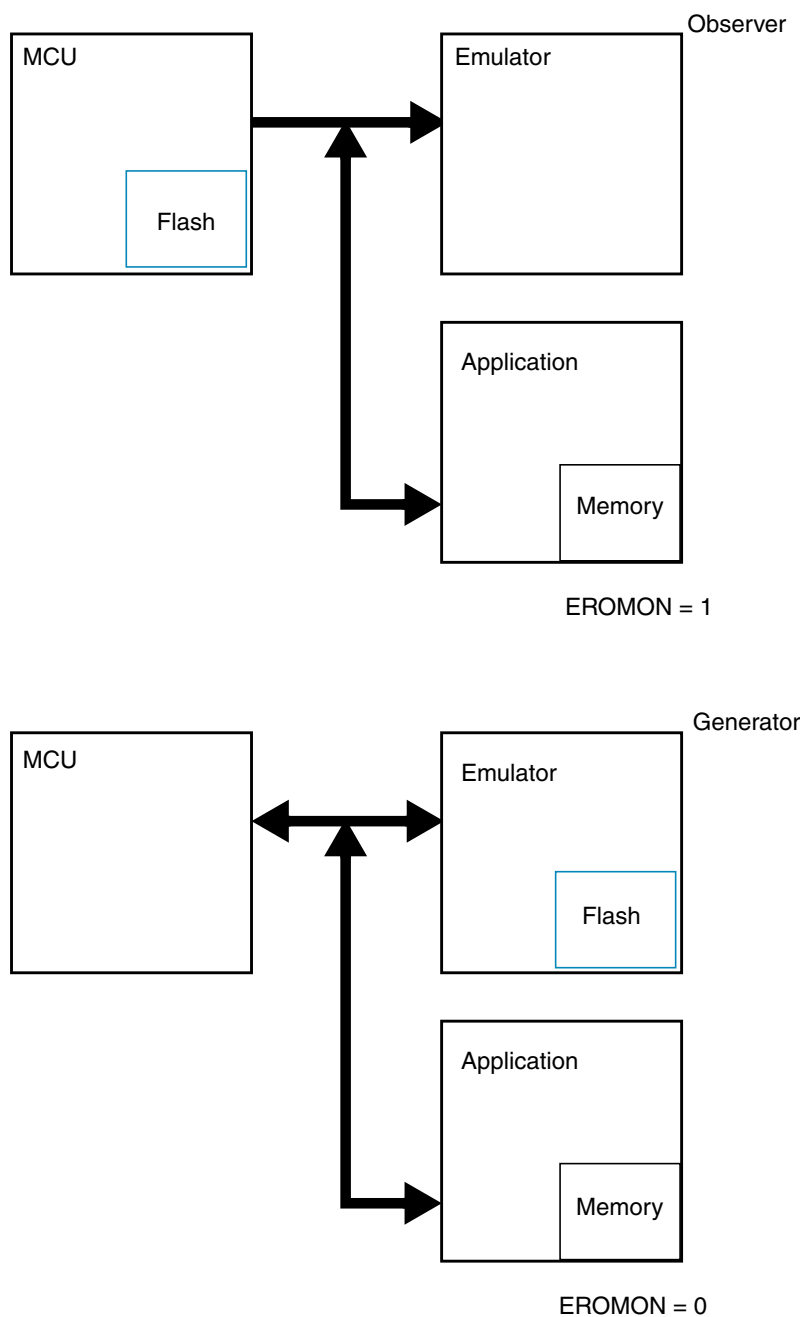 Observer
MCU
Emulator
Flash
Application
Memory
EROMON = 1
Generator
MCU
Emulator
Flash
Application
Memory
EROMON = 0